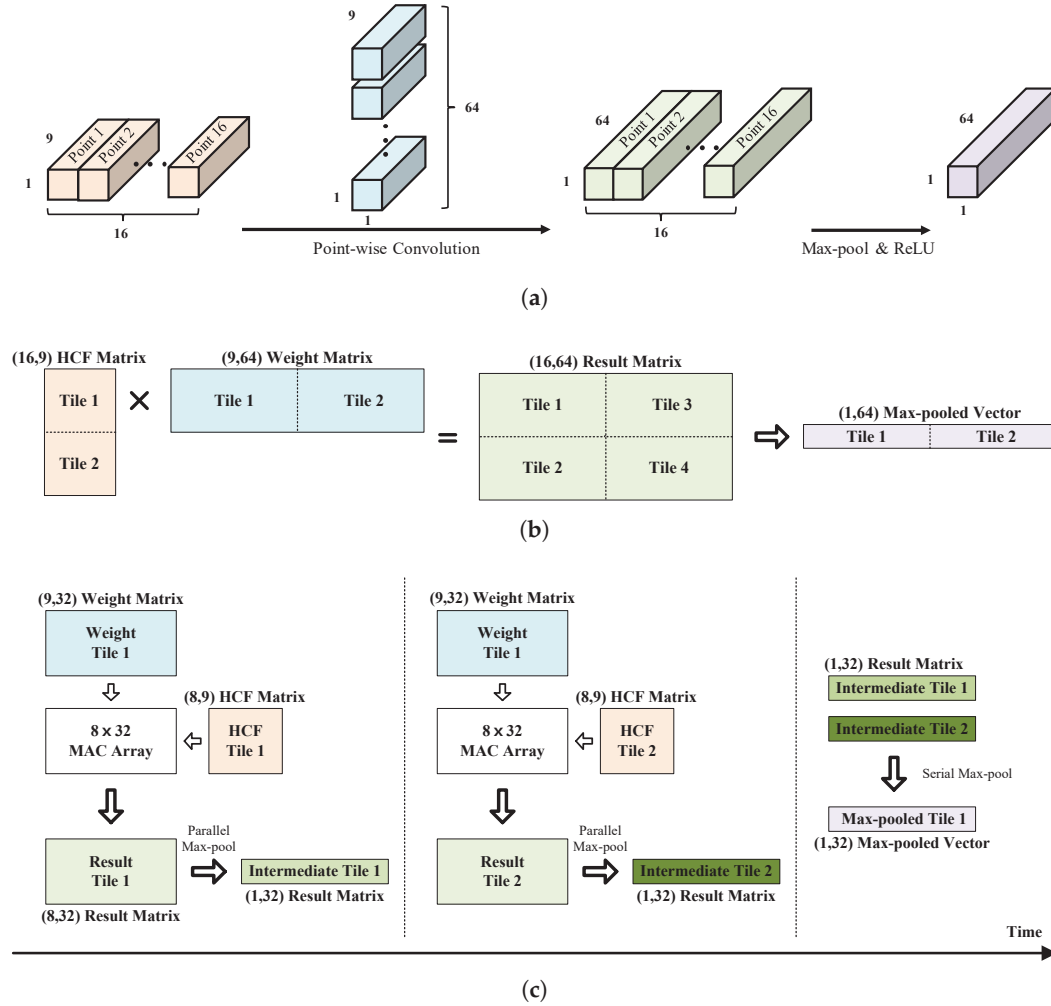 9
64
1
1
Point-wise Convolution
9
Point 1
Point 2
1
16
64
Point 1
Point 2
Point 16
1
16
Point 16
64
1
1
Max-pool & ReLU
(a)
(16,9) HCF Matrix
(9,64) Weight Matrix
(16,64) Result Matrix
(1,64) Max-pooled Vector
Tile 1
Tile 2
×
Tile 1
Tile 2
=
Tile 1
Tile 3
Tile 2
Tile 4
Tile 1
Tile 2
(b)
(9,32) Weight Matrix
Weight
Tile 1
(8,9) HCF Matrix
8 × 32
MAC Array
HCF
Tile 1
Result
Tile 1
Parallel
Max-pool
Intermediate Tile 1
(1,32) Result Matrix
(8,32) Result Matrix
(9,32) Weight Matrix
Weight
Tile 1
(8,9) HCF Matrix
8 × 32
MAC Array
HCF
Tile 2
Result
Tile 2
Parallel
Max-pool
Intermediate Tile 2
(1,32) Result Matrix
(1,32) Result Matrix
Intermediate Tile 1
Intermediate Tile 2
Serial Max-pool
Max-pooled Tile 1
(1,32) Max-pooled Vector
Time
(c)